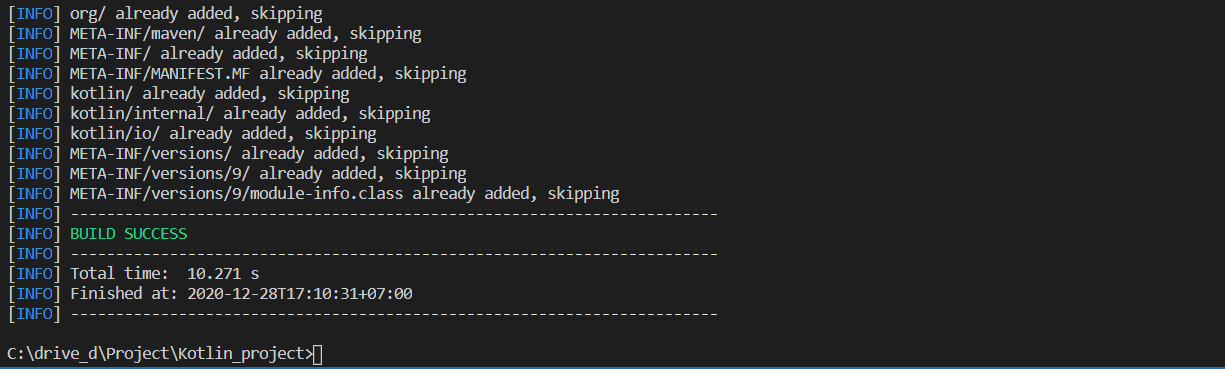 [INFO] org/ already added, skipping
[INFO] META-INF/maven/ already added, skipping
[INFO] META-INF/ already added, skipping
[INFO] META-INF/MANIFEST.MF already added, skipping
[INFO] kotlin/ already added, skipping
[INFO] kotlin/internal/ already added, skipping
[INFO] kotlin/io/ already added, skipping
[INFO] META-INF/versions/ already added, skipping
[INFO] META-INF/versions/9/ already added, skipping
[INFO] META-INF/versions/9/module-info.class already added, skipping
[INFO] ------------------------------------------------------------------------
[INFO] BUILD SUCCESS
[INFO] ------------------------------------------------------------------------
[INFO] Total time:  10.271 s
[INFO] Finished at: 2020-12-28T17:10:31+07:00
[INFO] ------------------------------------------------------------------------
C:\drive_d\Project\Kotlin_project>